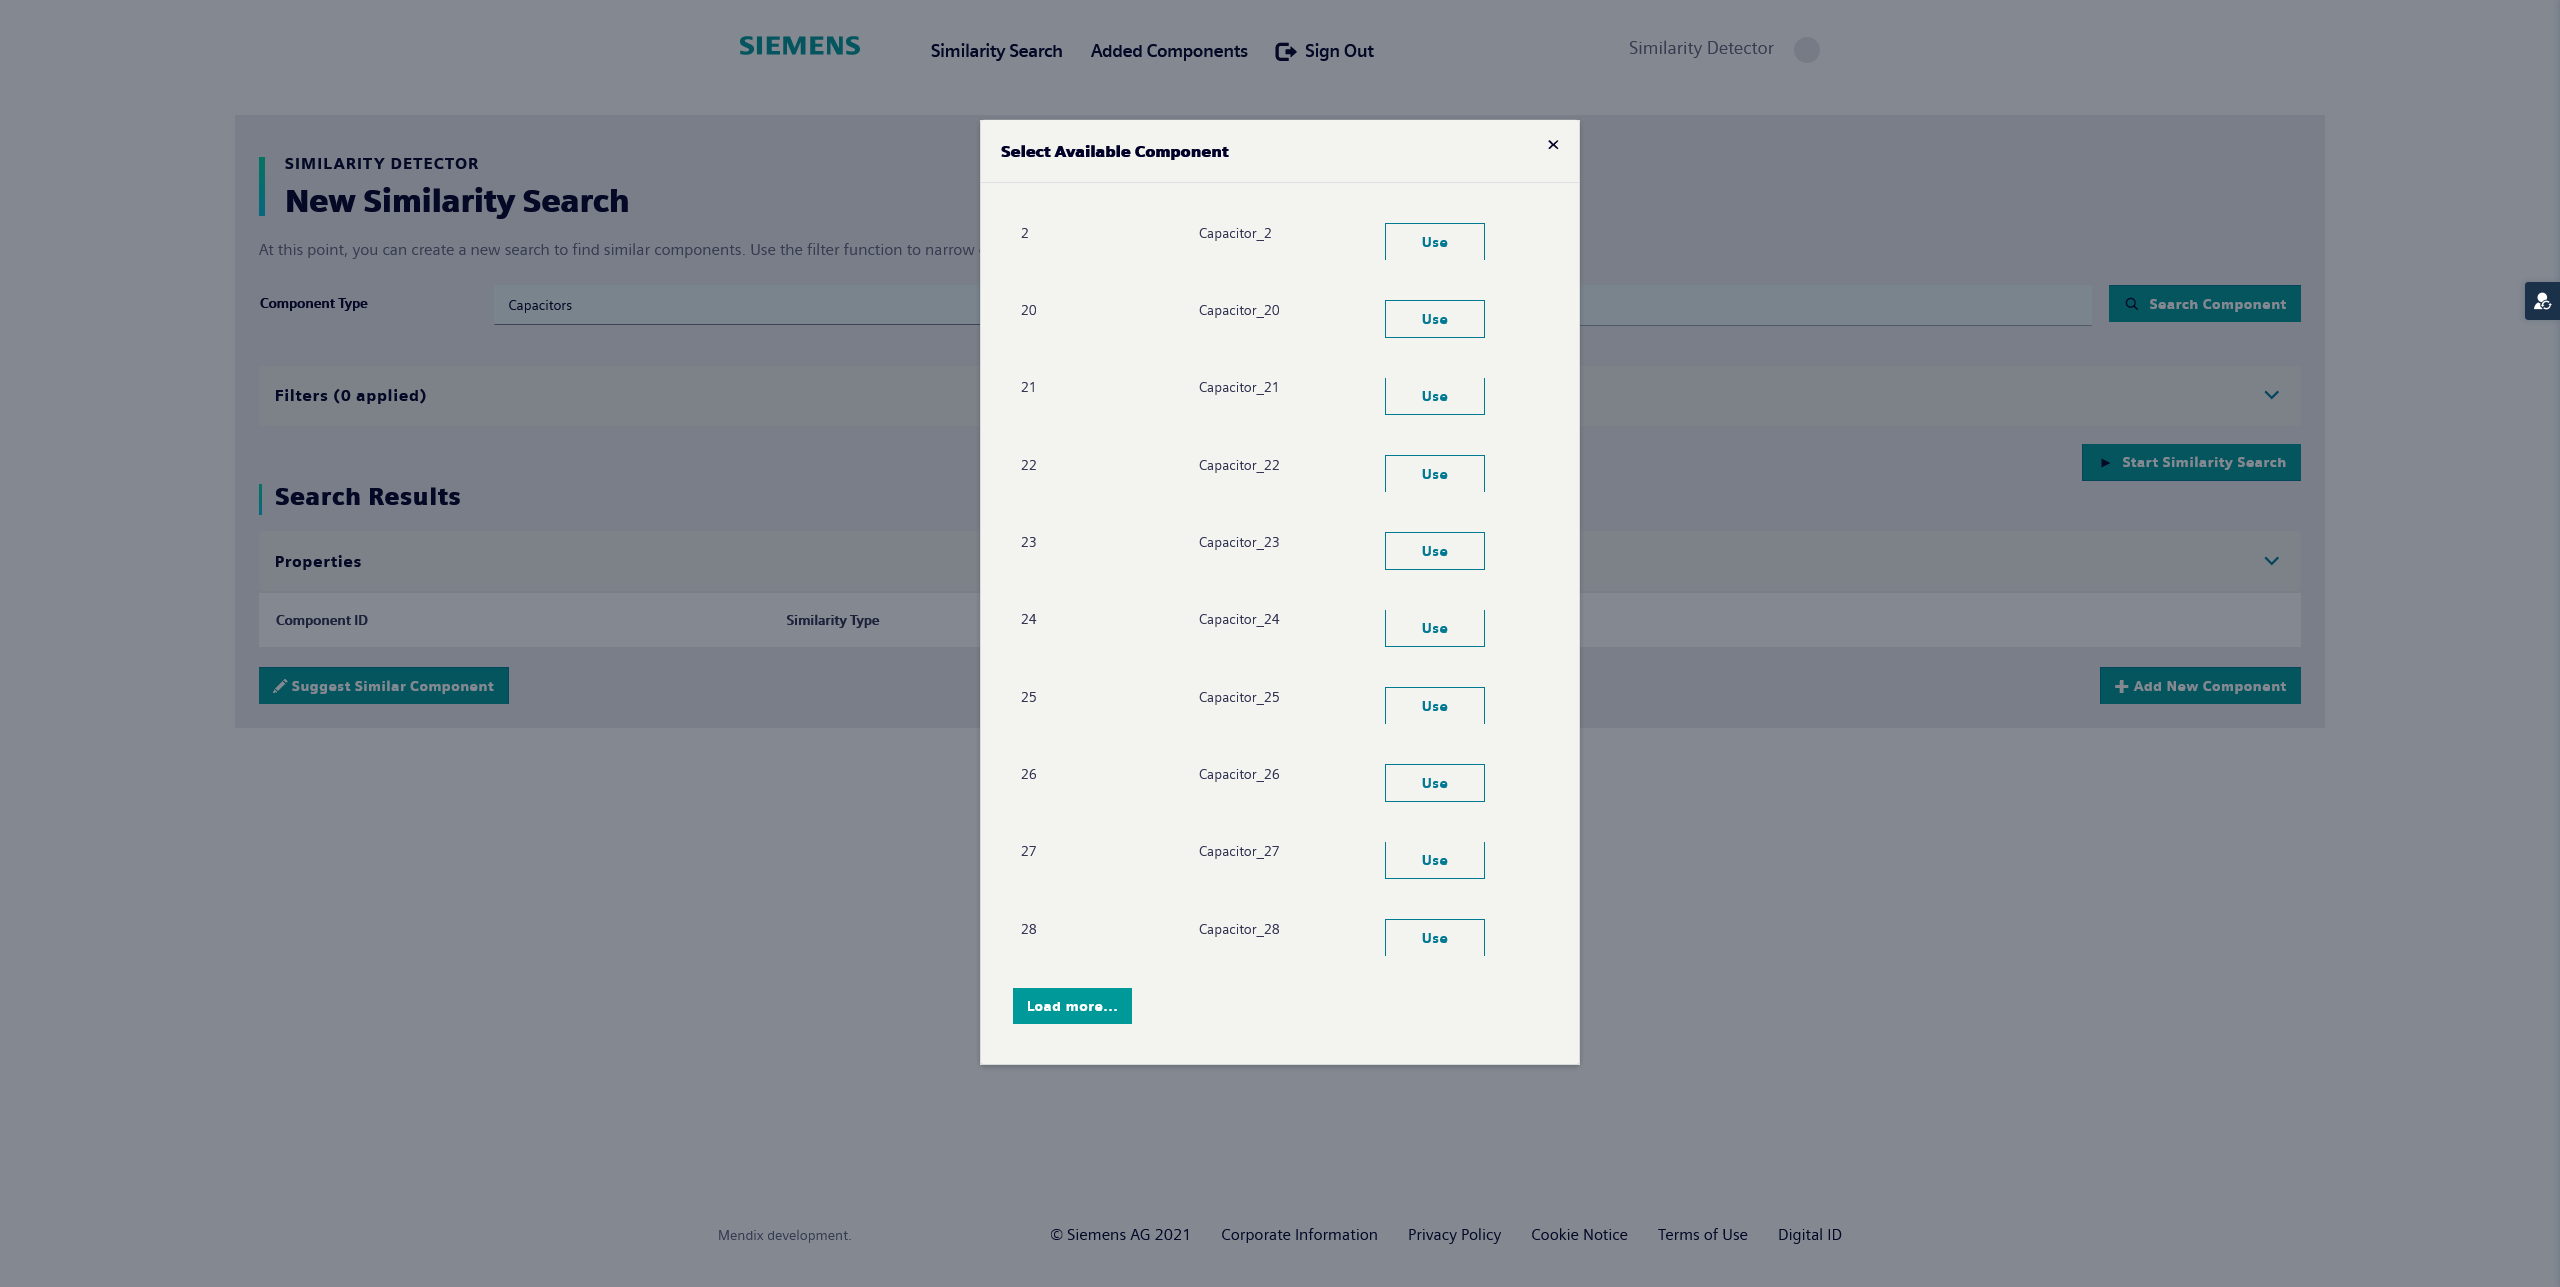 SIEMENS
Similarity Search
Added Components
Sign Out
Similarity Detector
SIMILARITY DETECTOR
New Similarity Search
At this point, you can create a new search to find similar components. Use the filter function to narrow
Component Type
Capacitors
Search Component
Filters (0 applied)
Start Similarity Search
Search Results
Properties
Component ID
Similarity Type
Suggest Similar Component
Add New Component
Select Available Component
2 Capacitor_2 Use
20 Capacitor_20 Use
21 Capacitor_21 Use
22 Capacitor_22 Use
23 Capacitor_23 Use
24 Capacitor_24 Use
25 Capacitor_25 Use
26 Capacitor_26 Use
27 Capacitor_27 Use
28 Capacitor_28 Use
Load more...
Mendix development.
© Siemens AG 2021
Corporate Information
Privacy Policy
Cookie Notice
Terms of Use
Digital ID